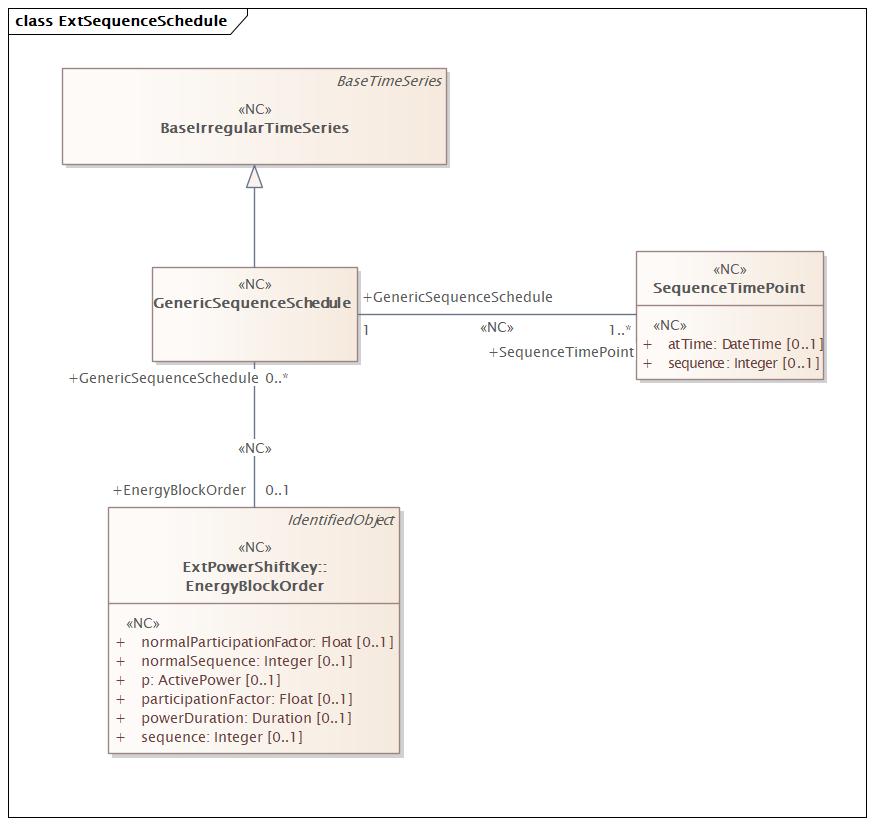 class ExtSequenceSchedule
BaseTimeSeries
«NC»
BaseIrregularTimeSeries
«NC»
GenericSequenceSchedule
+GenericSequenceSchedule
1
«NC»
1..*
+SequenceTimePoint
«NC»
SequenceTimePoint
«NC»
+ atTime: DateTime [0..1]
+ sequence: Integer [0..1]
+GenericSequenceSchedule 0..*
«NC»
+EnergyBlockOrder 0..1
IdentifiedObject
«NC»
ExtPowerShiftKey::
EnergyBlockOrder
«NC»
+ normalParticipationFactor: Float [0..1]
+ normalSequence: Integer [0..1]
+ p: ActivePower [0..1]
+ participationFactor: Float [0..1]
+ powerDuration: Duration [0..1]
+ sequence: Integer [0..1]